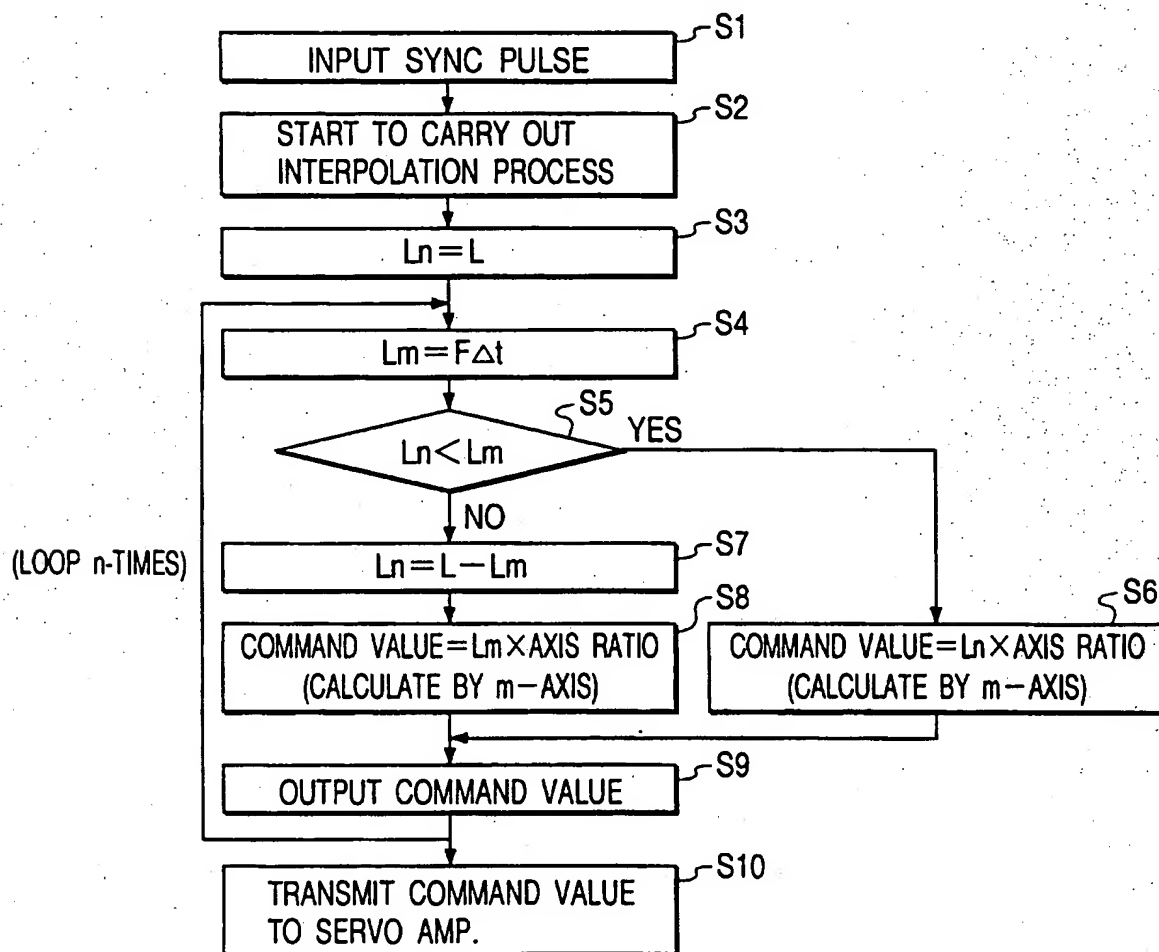 S1
INPUT SYNC PULSE
S2
START TO CARRY OUT
INTERPOLATION PROCESS
S3
Ln=L
S4
Lm=F△t
S5
Ln<Lm
YES
NO
(LOOP n-TIMES)
S7
Ln=L-Lm
S8
COMMAND VALUE=Lm×AXIS RATIO
(CALCULATE BY m-AXIS)
S6
COMMAND VALUE=Ln×AXIS RATIO
(CALCULATE BY m-AXIS)
S9
OUTPUT COMMAND VALUE
S10
TRANSMIT COMMAND VALUE
TO SERVO AMP.